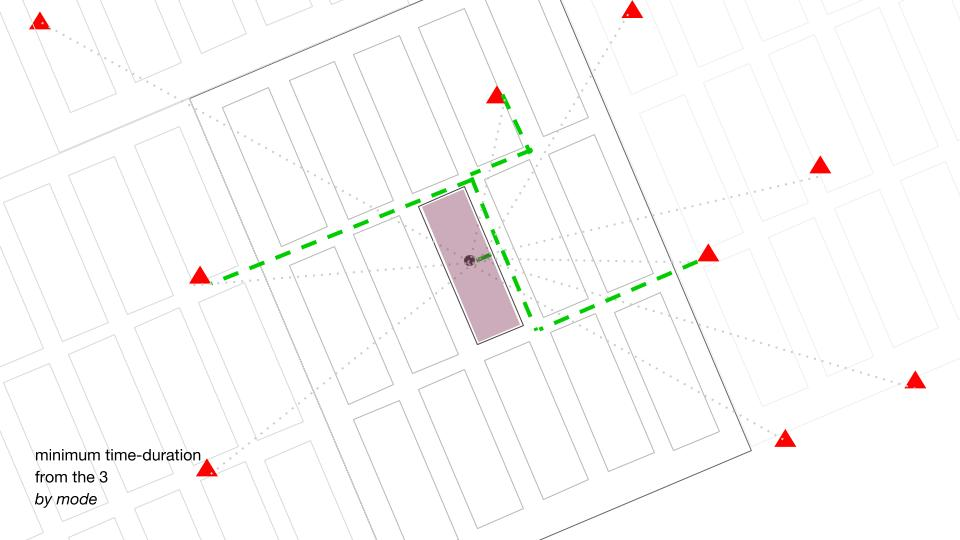 minimum time-duration
from the 3
by mode